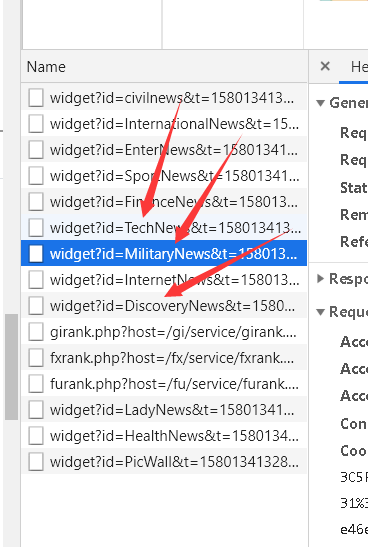 Name
widget?id=civilnews&t=158013413...
widget?id=InternationalNews&t=15...
widget?id=EnterNews&t=15801341...
widget?id=SportNews&t=15801341...
widget?id=FinanceNews&t=158013...
widget?id=TechNews&t=158013413...
widget?id=MilitaryNews&t=158013...
widget?id=InternetNews&t=158013...
widget?id=DiscoveryNews&t=1580...
girank.php?host=/gi/service/girank....
fxrank.php?host=/fx/service/fxrank....
furank.php?host=/fu/service/furank....
widget?id=LadyNews&t=15801341...
widget?id=HealthNews&t=1580134...
widget?id=PicWall&t=15801341328...
× He
▼ Gener
Req
Req
Stat
Rem
Refe
▶ Respo
▼ Reque
Acce
Acce
Acce
Con
Coo
3C5F
31%3
e46e